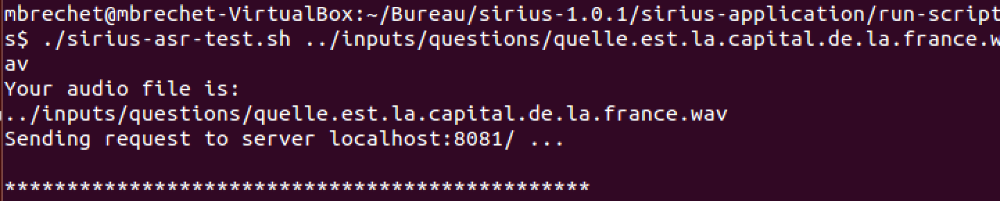 mbrechet@mbrechet-VirtualBox:~/Bureau/sirius-1.0.1/sirius-application/run-script
s$ ./sirius-asr-test.sh ../inputs/questions/quelle.est.la.capital.de.la.france.w
av
Your audio file is:
../inputs/questions/quelle.est.la.capital.de.la.france.wav
Sending request to server localhost:8081/ ...
***********************************************